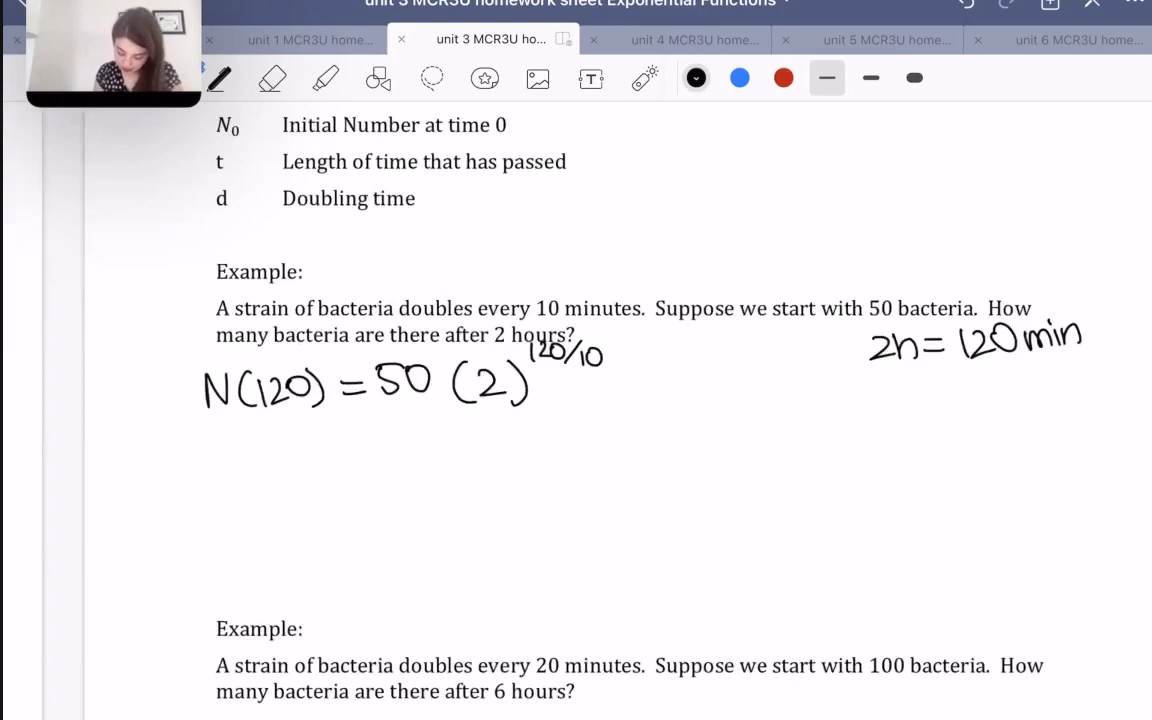 unit 3 MCR3U homework sheet Exponential Functions
unit 1 MCR3U home...
unit 3 MCR3U ho...
unit 4 MCR3U home...
unit 5 MCR3U home...
unit 6 MCR3U home...
N₀ Initial Number at time 0
t Length of time that has passed
d Doubling time
Example:
A strain of bacteria doubles every 10 minutes. Suppose we start with 50 bacteria. How
many bacteria are there after 2 hours?
2h = 120 min
N(120) = 50 (2)^120/10
Example:
A strain of bacteria doubles every 20 minutes. Suppose we start with 100 bacteria. How
many bacteria are there after 6 hours?